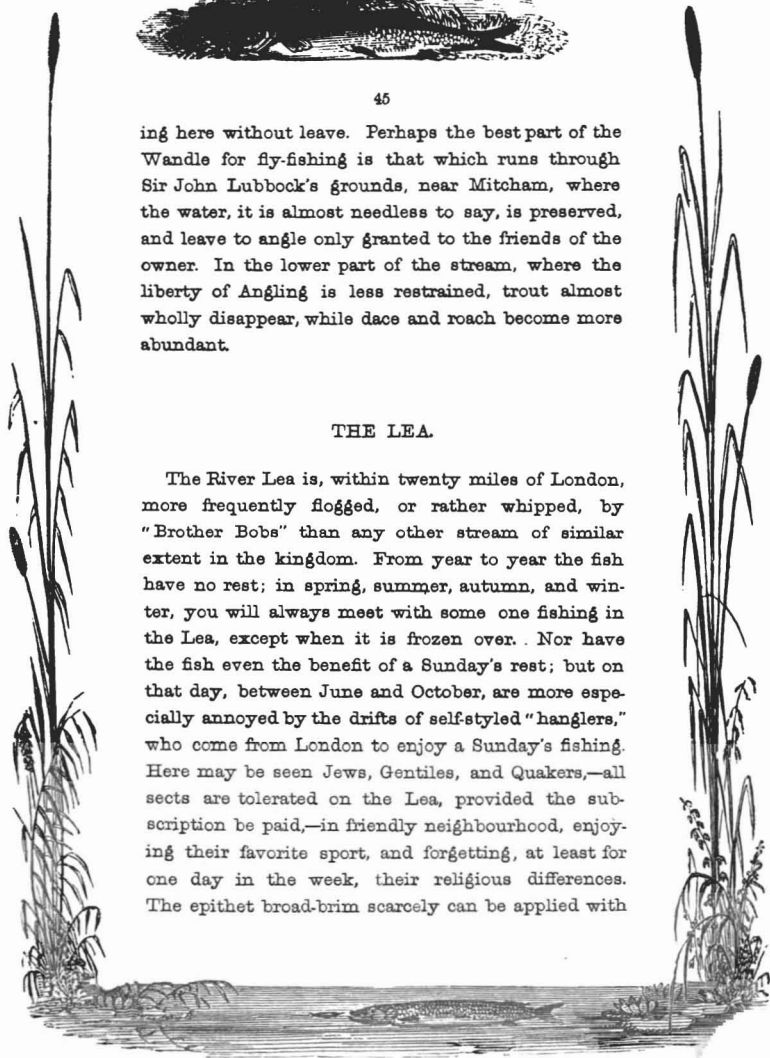 45
ing here without leave. Perhaps the best part of the
Wandle for fly-fishing is that which runs through
Sir John Lubbock's grounds, near Mitcham, where
the water, it is almost needless to say, is preserved,
and leave to angle only granted to the friends of the
owner. In the lower part of the stream, where the
liberty of Angling is less restrained, trout almost
wholly disappear, while dace and roach become more
abundant.
THE LEA.
The River Lea is, within twenty miles of London,
more frequently flogged, or rather whipped, by
"Brother Bobs" than any other stream of similar
extent in the kingdom. From year to year the fish
have no rest; in spring, summer, autumn, and win-
ter, you will always meet with some one fishing in
the Lea, except when it is frozen over. . Nor have
the fish even the benefit of a Sunday's rest; but on
that day, between June and October, are more espe-
cially annoyed by the drifts of self-styled "hanglers,"
who come from London to enjoy a Sunday's fishing.
Here may be seen Jews, Gentiles, and Quakers,—all
sects are tolerated on the Lea, provided the sub-
scription be paid,—in friendly neighbourhood, enjoy-
ing their favorite sport, and forgetting, at least for
one day in the week, their religious differences.
The epithet broad-brim scarcely can be applied with